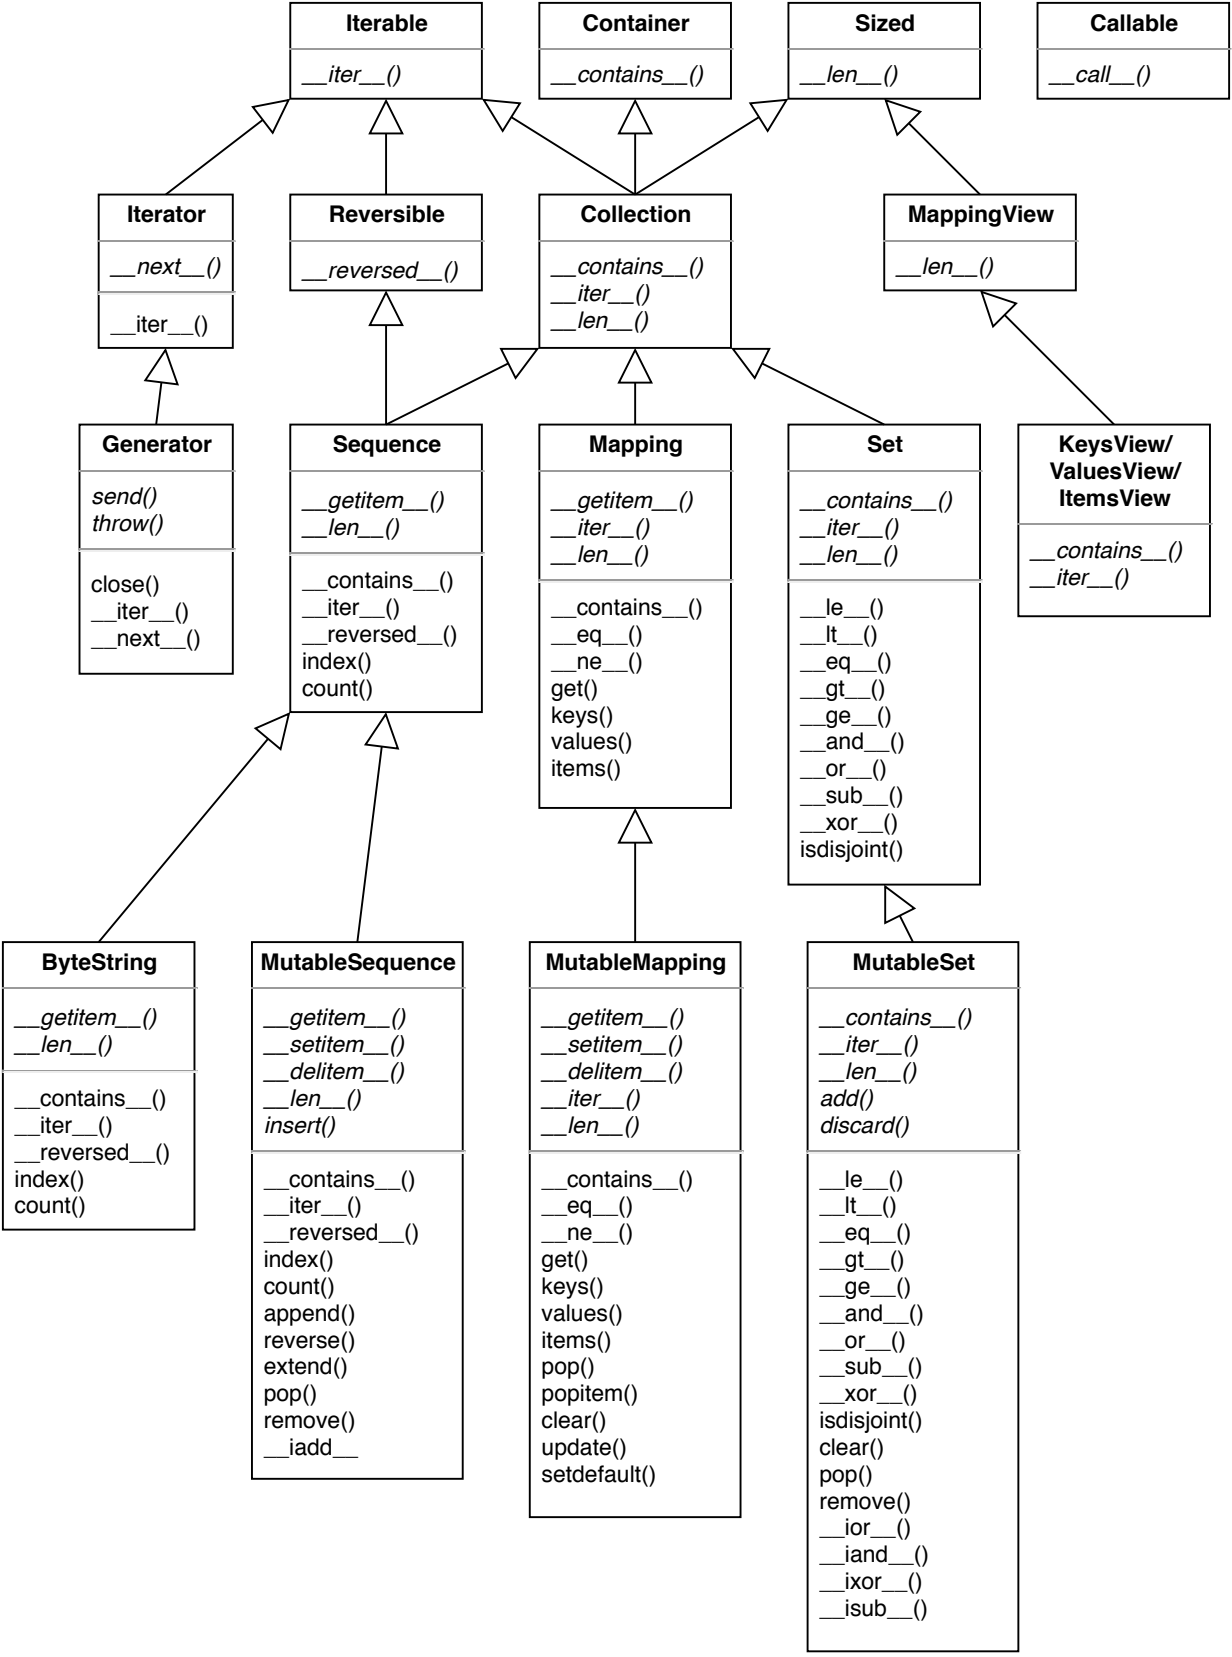 Iterable
__iter__()
Container
__contains__()
Sized
__len__()
Callable
__call__()
Iterator
__next__()
__iter__()
Reversible
__reversed__()
Collection
__contains__()
__iter__()
__len__()
MappingView
__len__()
Generator
send()
throw()
close()
__iter__()
__next__()
Sequence
__getitem__()
__len__()
__contains__()
__iter__()
__reversed__()
index()
count()
Mapping
__getitem__()
__iter__()
__len__()
__contains__()
__eq__()
__ne__()
get()
keys()
values()
items()
Set
__contains__()
__iter__()
__len__()
__le__()
__lt__()
__eq__()
__gt__()
__ge__()
__and__()
__or__()
__sub__()
__xor__()
isdisjoint()
KeysView/
ValuesView/
ItemsView
__contains__()
__iter__()
ByteString
__getitem__()
__len__()
__contains__()
__iter__()
__reversed__()
index()
count()
MutableSequence
__getitem__()
__setitem__()
__delitem__()
__len__()
insert()
__contains__()
__iter__()
__reversed__()
index()
count()
append()
reverse()
extend()
pop()
remove()
__iadd__
MutableMapping
__getitem__()
__setitem__()
__delitem__()
__iter__()
__len__()
__contains__()
__eq__()
__ne__()
get()
keys()
values()
items()
pop()
popitem()
clear()
update()
setdefault()
MutableSet
__contains__()
__iter__()
__len__()
add()
discard()
__le__()
__lt__()
__eq__()
__gt__()
__ge__()
__and__()
__or__()
__sub__()
__xor__()
isdisjoint()
clear()
pop()
remove()
__ior__()
__iand__()
__ixor__()
__isub__()